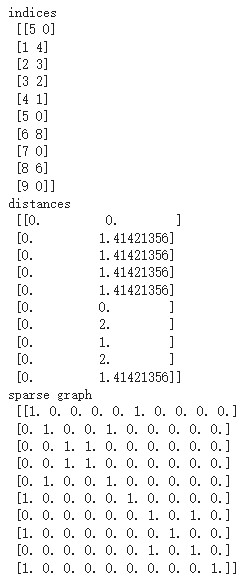 indices
[[5 0]
[1 4]
[2 3]
[3 2]
[4 1]
[5 0]
[6 8]
[7 0]
[8 6]
[9 0]]
distances
[[0. 0. ]
[0. 1.41421356]
[0. 1.41421356]
[0. 1.41421356]
[0. 1.41421356]
[0. 0. ]
[0. 2. ]
[0. 1. ]
[0. 2. ]
[0. 1.41421356]]
sparse graph
[[1. 0. 0. 0. 0. 1. 0. 0. 0. 0.]
[0. 1. 0. 0. 1. 0. 0. 0. 0. 0.]
[0. 0. 1. 1. 0. 0. 0. 0. 0. 0.]
[0. 0. 1. 1. 0. 0. 0. 0. 0. 0.]
[0. 1. 0. 0. 1. 0. 0. 0. 0. 0.]
[1. 0. 0. 0. 0. 1. 0. 0. 0. 0.]
[0. 0. 0. 0. 0. 0. 1. 0. 1. 0.]
[1. 0. 0. 0. 0. 0. 0. 1. 0. 0.]
[0. 0. 0. 0. 0. 0. 1. 0. 1. 0.]
[1. 0. 0. 0. 0. 0. 0. 0. 0. 1.]]